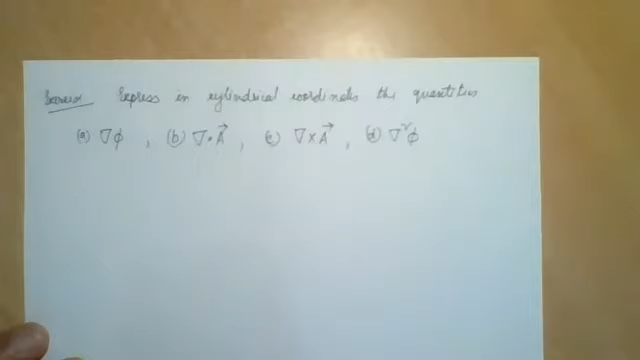 Exercise Express in cylindrical coordinates the quantities
(a) ∇ϕ , (b) ∇•A⃗ , (c) ∇×A⃗ , (d) ∇²ϕ